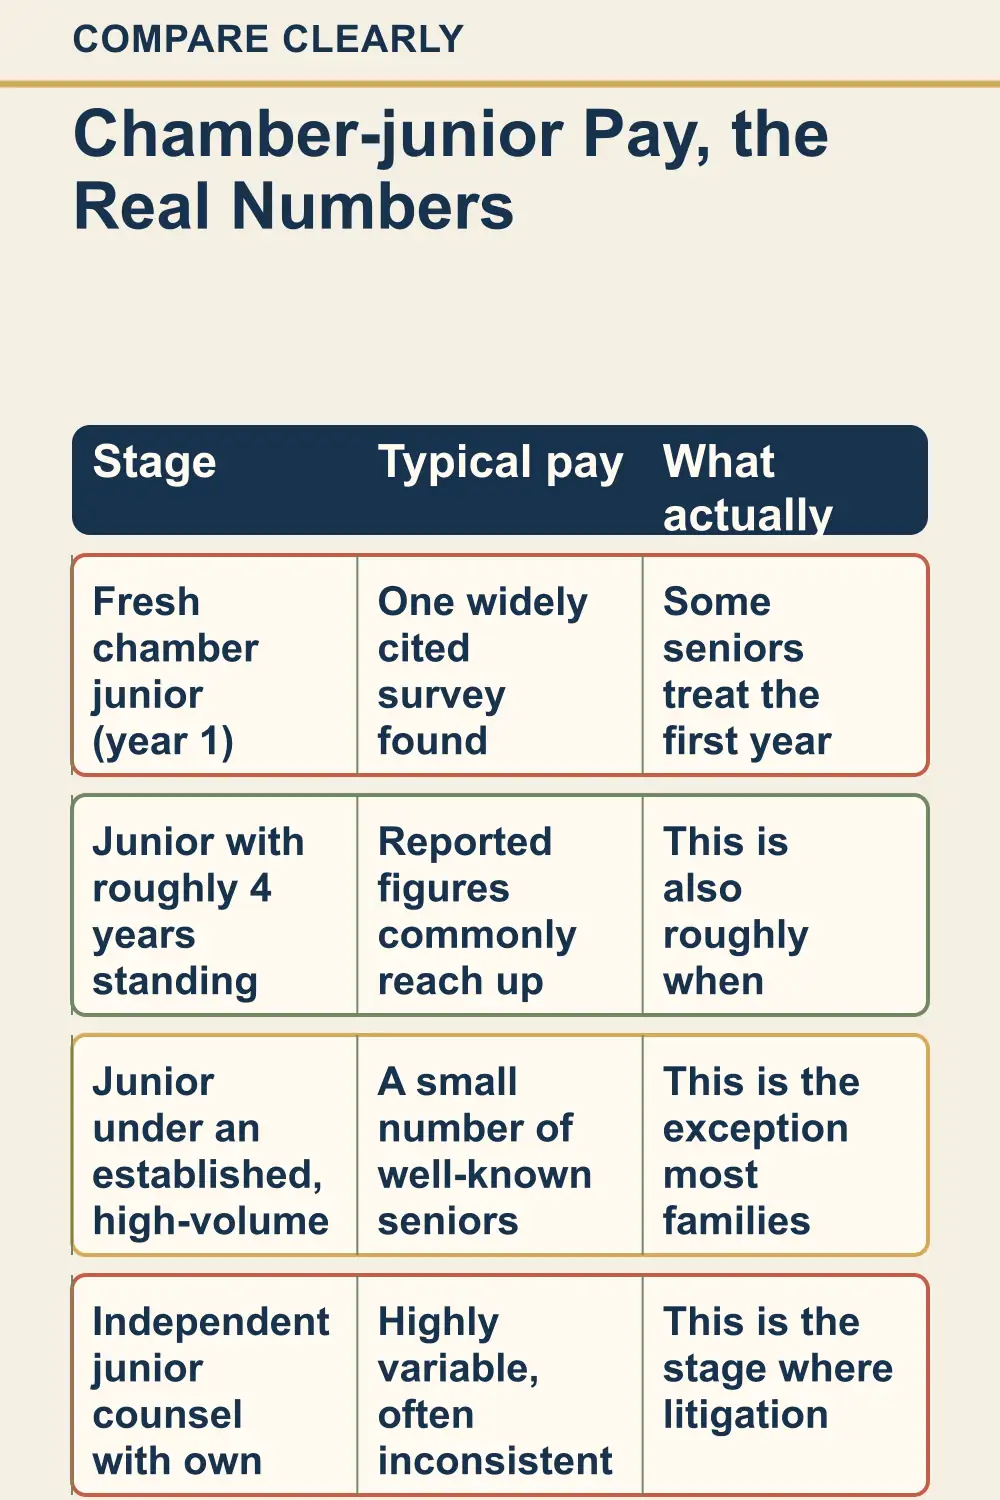 COMPARE CLEARLY
Chamber-junior Pay, the
Real Numbers
Stage
Typical pay
What
actually
Fresh
chamber
junior
(year 1)
One widely
cited
survey
found
Some
seniors
treat the
first year
Junior with
roughly 4
years
standing
Reported
figures
commonly
reach up
This is
also
roughly
when
Junior
under an
established,
high-volume
A small
number of
well-known
seniors
This is the
exception
most
families
Independent
junior
counsel
with own
Highly
variable,
often
inconsistent
This is the
stage where
litigation